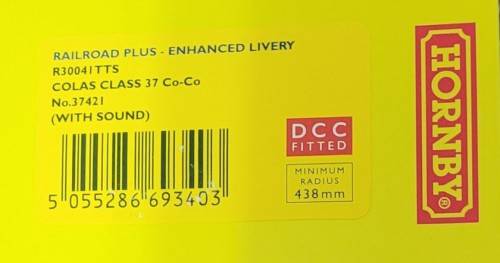 RAILROAD PLUS - ENHANCED LIVERY
R30041TTS
COLAS CLASS 37 Co-Co
No.37421
(WITH SOUND)
5 055286 693403
DCC
FITTED
MINIMUM
RADIUS
438mm
HORNBY®